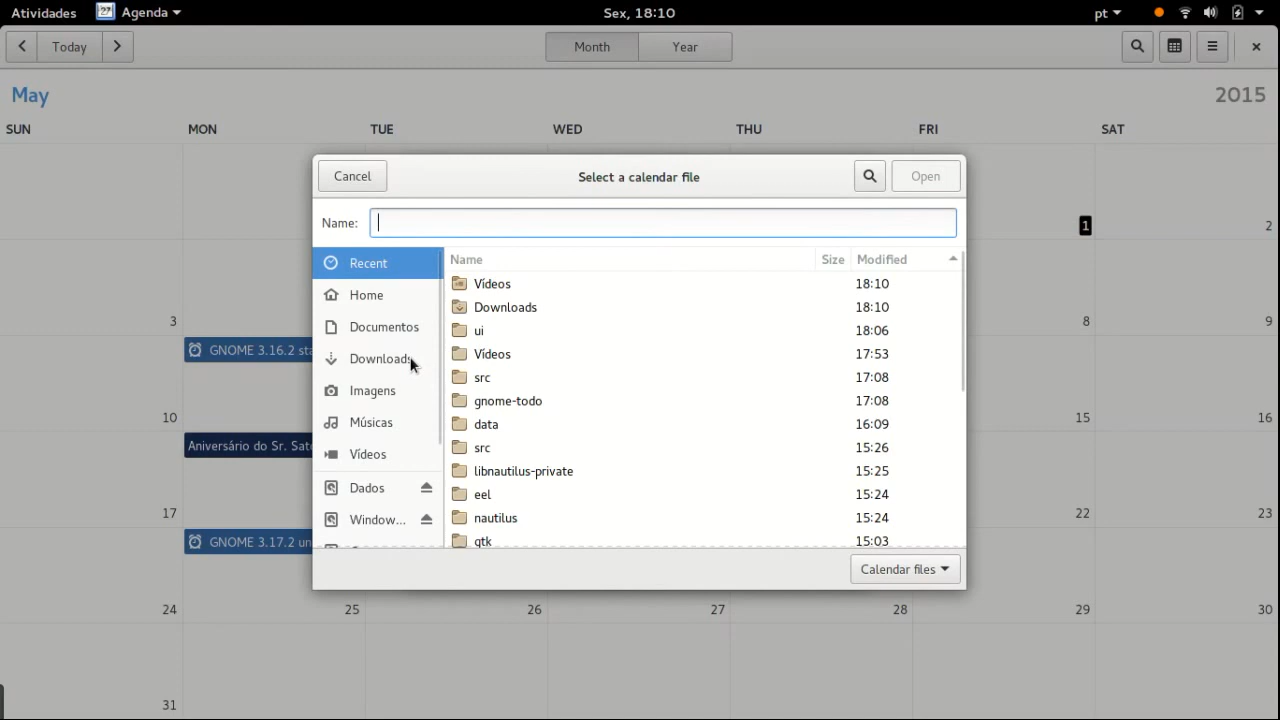 Atividades Agenda Sex, 18:10 pt
Today Month Year
May 2015
SUN MON TUE WED THU FRI SAT
Cancel Select a calendar file Open
Name:
1 2
Recent Name Size Modified
Vídeos 18:10
Home
Downloads 18:10
3 Documentos ui 18:06 8 9
GNOME 3.16.2 sta Vídeos 17:53
Downloads
src 17:08
Imagens
gnome-todo 17:08
10 Músicas data 16:09 15 16
Aniversário do Sr. Sat src 15:26
Vídeos
libnautilus-private 15:25
Dados eel 15:24
17 Window... nautilus 15:24 22 23
GNOME 3.17.2 un gtk 15:03
Calendar files
24 25 26 27 28 29 30
31